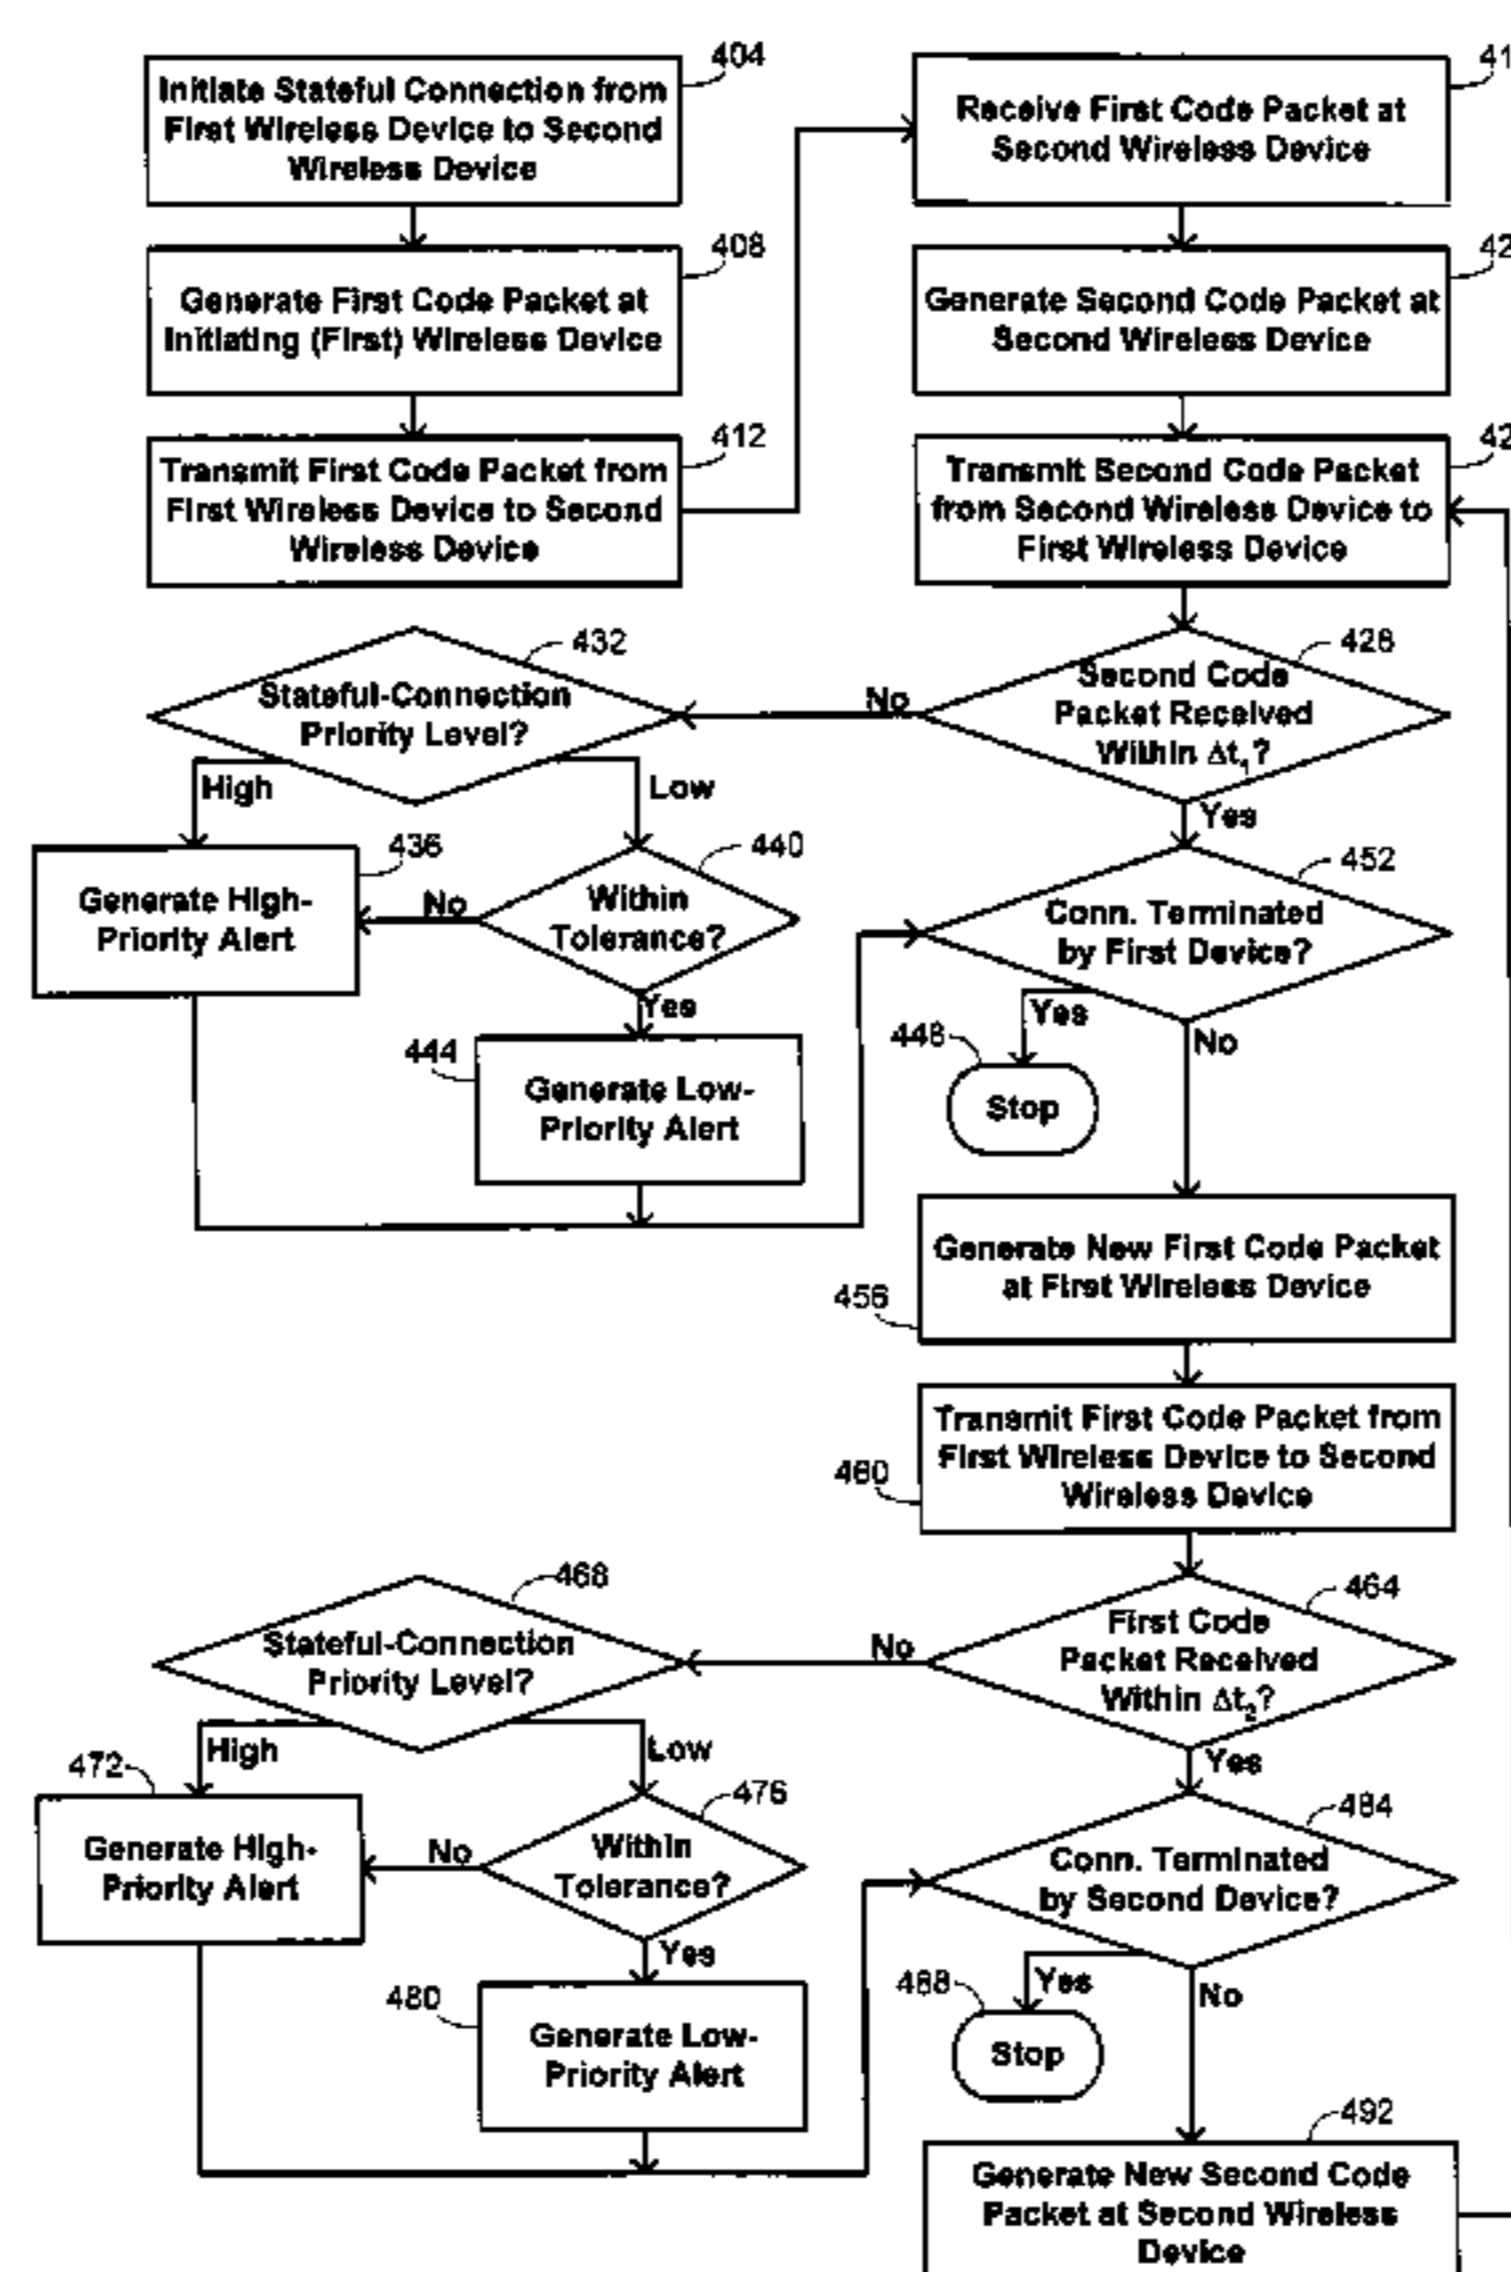 404
Initiate Stateful Connection from
First Wireless Device to Second
Wireless Device
408
Generate First Code Packet at
Initiating (First) Wireless Device
412
Transmit First Code Packet from
First Wireless Device to Second
Wireless Device
41
Receive First Code Packet at
Second Wireless Device
42
Generate Second Code Packet at
Second Wireless Device
42
Transmit Second Code Packet
from Second Wireless Device to
First Wireless Device
428
Second Code
Packet Received
Within Δt1?
No
Yes
432
Stateful-Connection
Priority Level?
High
Low
436
Generate High-
Priority Alert
440
Within
Tolerance?
No
Yes
444
Generate Low-
Priority Alert
452
Conn. Terminated
by First Device?
Yes
No
448
Stop
Generate New First Code Packet
at First Wireless Device
456
Transmit First Code Packet from
First Wireless Device to Second
Wireless Device
460
464
First Code
Packet Received
Within Δt2?
No
Yes
468
Stateful-Connection
Priority Level?
High
Low
472
Generate High-
Priority Alert
476
Within
Tolerance?
No
Yes
480
Generate Low-
Priority Alert
484
Conn. Terminated
by Second Device?
Yes
No
488
Stop
492
Generate New Second Code
Packet at Second Wireless
Device